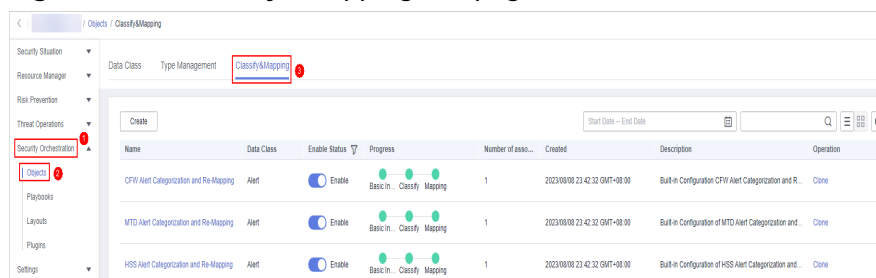 / Objects / Classify&Mapping
Security Situation
Resource Manager
Risk Prevention
Threat Operations
Security Orchestration
1
Objects
2
Playbooks
Layouts
Plugins
Settings
Data Class Type Management Classify&Mapping 3
Create
Start Date – End Date
Name Data Class Enable Status Progress Number of asso... Created Description Operation
CFW Alert Categorization and Re-Mapping Alert Enable Basic In... Classify Mapping 1 2023/08/08 23:42:32 GMT+08:00 Built-in Configuration CFW Alert Categorization and R... Clone
MTD Alert Categorization and Re-Mapping Alert Enable Basic In... Classify Mapping 1 2023/08/08 23:42:32 GMT+08:00 Built-in Configuration of MTD Alert Categorization and... Clone
HSS Alert Categorization and Re-Mapping Alert Enable Basic In... Classify Mapping 1 2023/08/08 23:42:32 GMT+08:00 Built-in Configuration of HSS Alert Categorization and... Clone